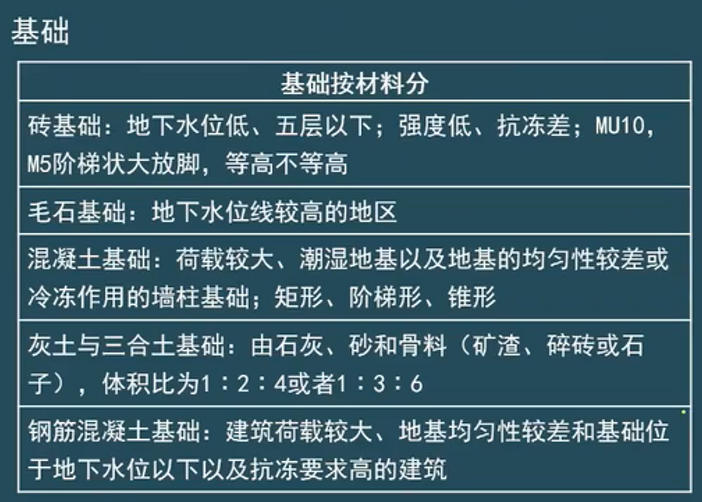 基础
基础按材料分
砖基础：地下水位低、五层以下；强度低、抗冻差；MU10，
M5阶梯状大放脚，等高不等高
毛石基础：地下水位线较高的地区
混凝土基础：荷载较大、潮湿地基以及地基的均匀性较差或
冷冻作用的墙柱基础；矩形、阶梯形、锥形
灰土与三合土基础：由石灰、砂和骨料（矿渣、碎砖或石
子），体积比为1：2：4或者1：3：6
钢筋混凝土基础：建筑荷载较大、地基均匀性较差和基础位
于地下水位以下以及抗冻要求高的建筑